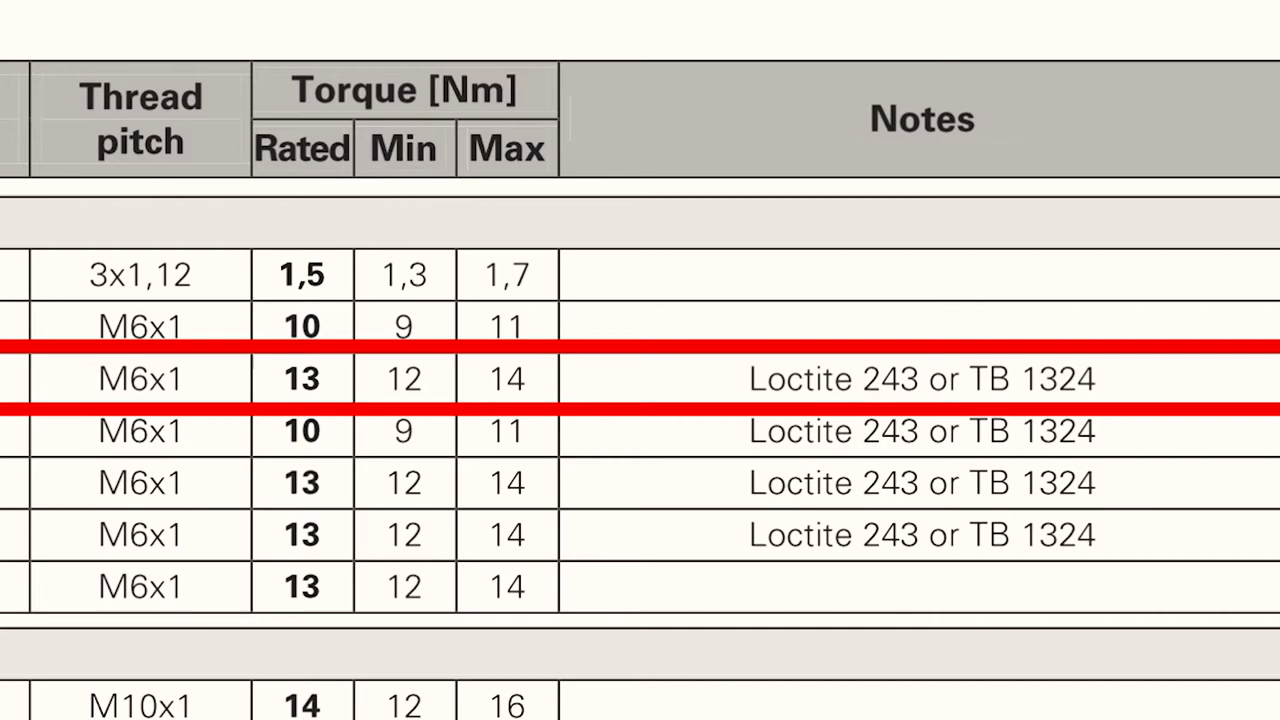 Thread pitch Torque [Nm] Notes
Rated Min Max
3x1,12 1,5 1,3 1,7
M6x1 10 9 11
M6x1 13 12 14 Loctite 243 or TB 1324
M6x1 10 9 11 Loctite 243 or TB 1324
M6x1 13 12 14 Loctite 243 or TB 1324
M6x1 13 12 14 Loctite 243 or TB 1324
M6x1 13 12 14
M10x1 14 12 16